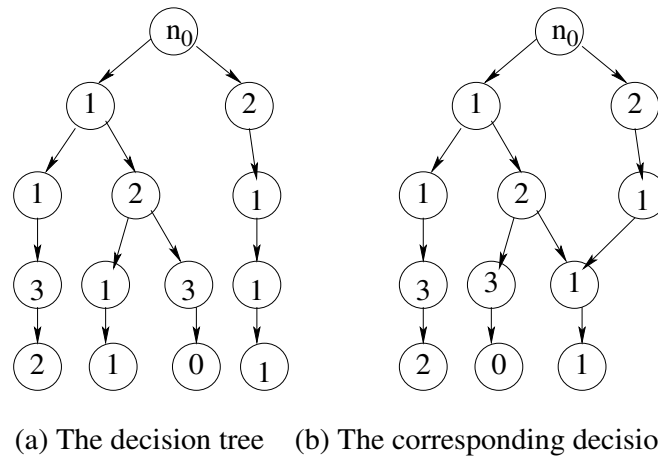 n0 n0
1 2 1 2
1 2 1 1 2 1
3 1 3 1 3 3 1
2 1 0 1 2 0 1
(a) The decision tree (b) The corresponding decisio